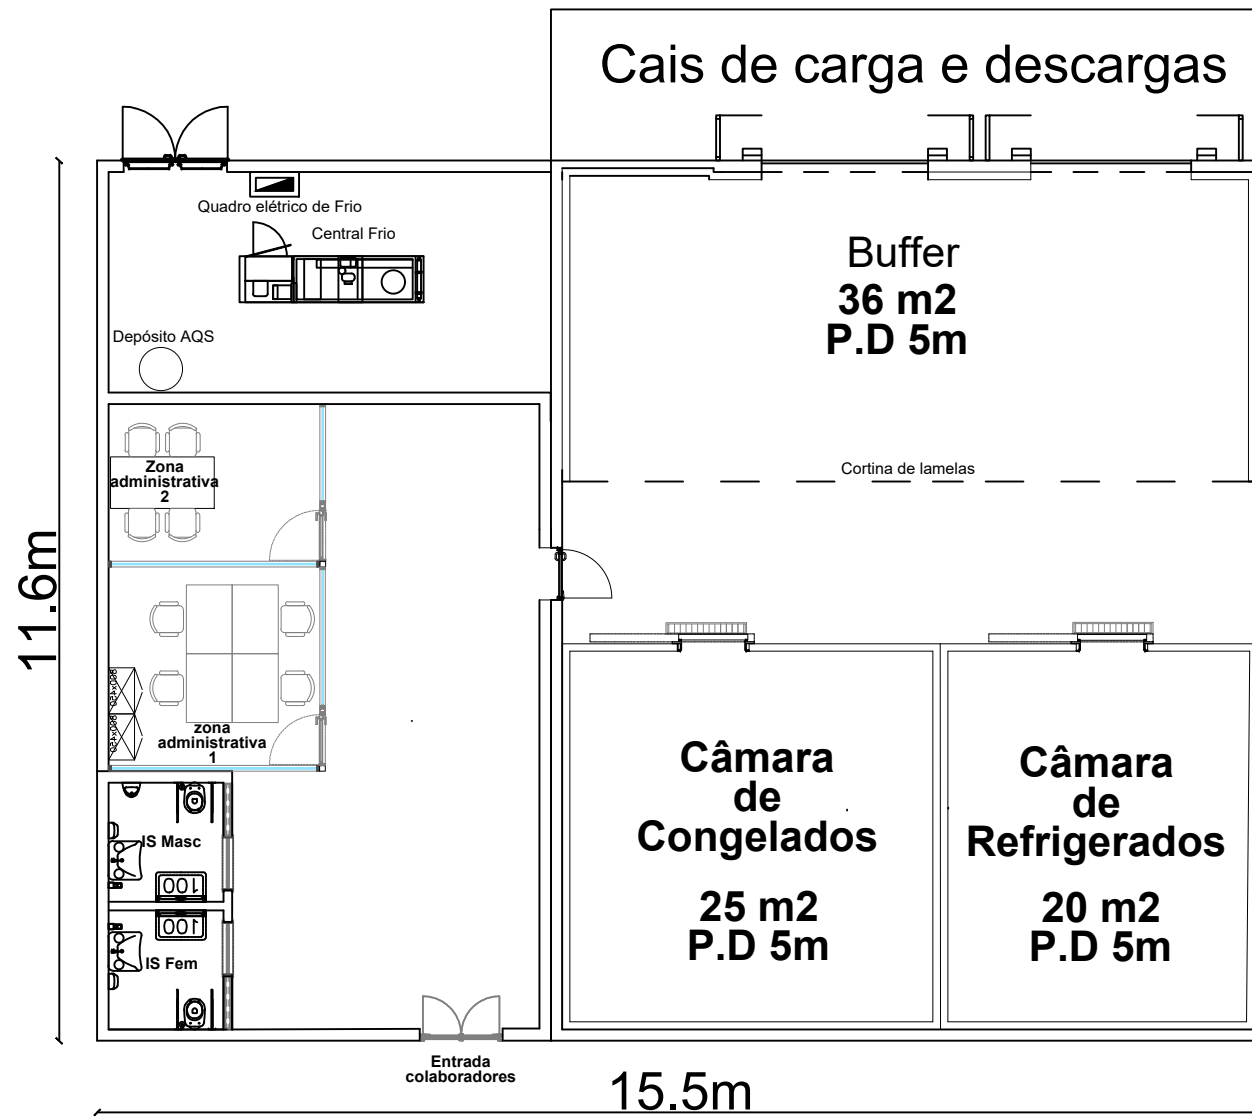 Cais de carga e descargas
Quadro elétrico de Frio
Central Frio
Depósito AQS
Buffer
36 m2
P.D 5m
Cortina de lamelas
Zona
administrativa
2
11.6m
900x450
900x450
zona
administrativa
1
Câmara
de
Congelados
25 m2
P.D 5m
Câmara
de
Refrigerados
20 m2
P.D 5m
IS Masc
100
100
IS Fem
Entrada
colaboradores
15.5m